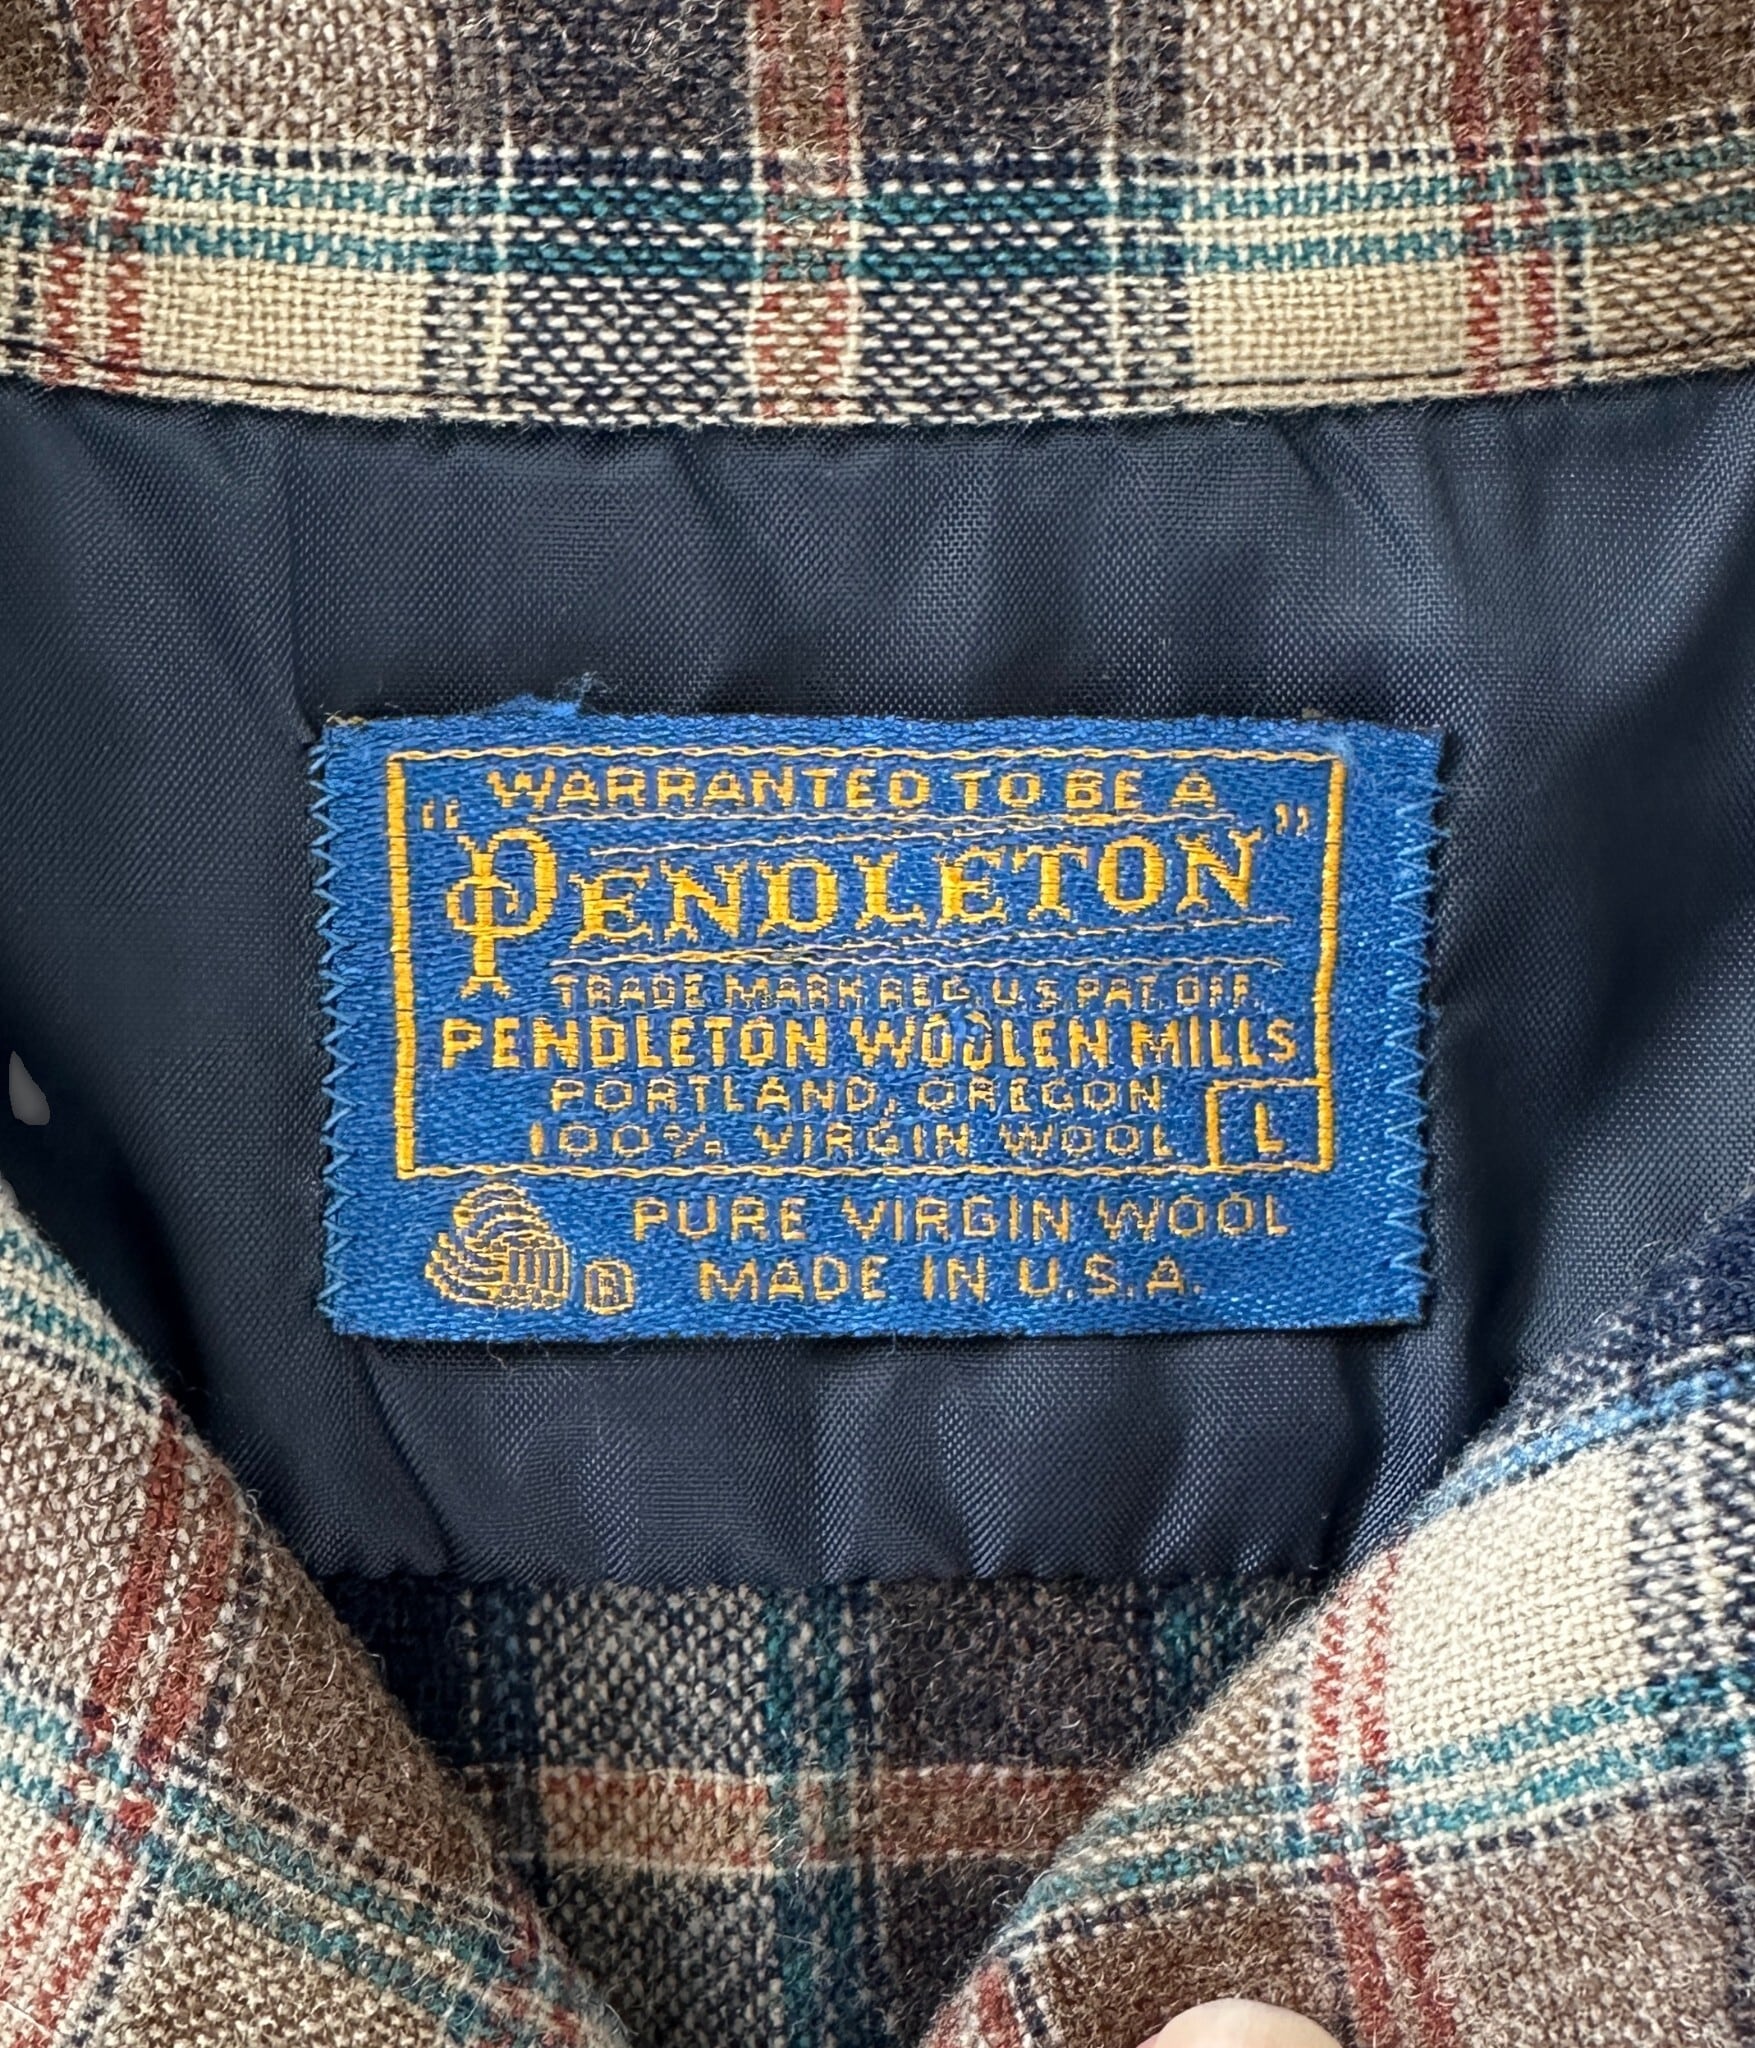 WARRANTED TO BE A
"PENDLETON"
TRADE MARK REG. U.S. PAT. OFF.
PENDLETON WOOLEN MILLS
PORTLAND, OREGON
100% VIRGIN WOOL L
PURE VIRGIN WOOL
® MADE IN U.S.A.